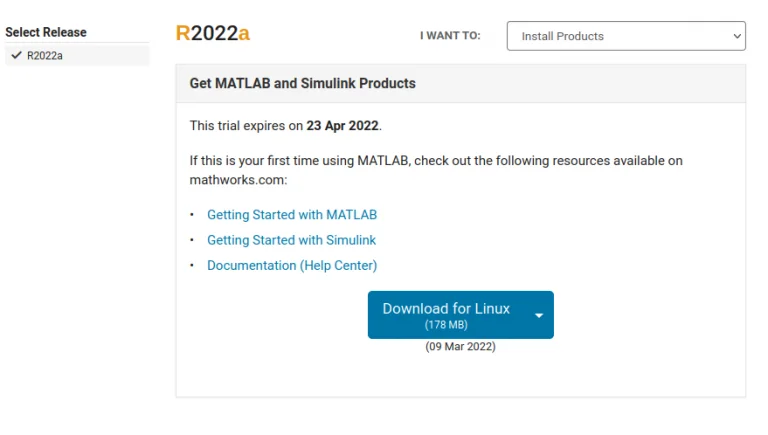 Select Release
R2022a
R2022a
I WANT TO:
Install Products
Get MATLAB and Simulink Products
This trial expires on 23 Apr 2022.
If this is your first time using MATLAB, check out the following resources available on
mathworks.com:
• Getting Started with MATLAB
• Getting Started with Simulink
• Documentation (Help Center)
Download for Linux
(178 MB)
(09 Mar 2022)